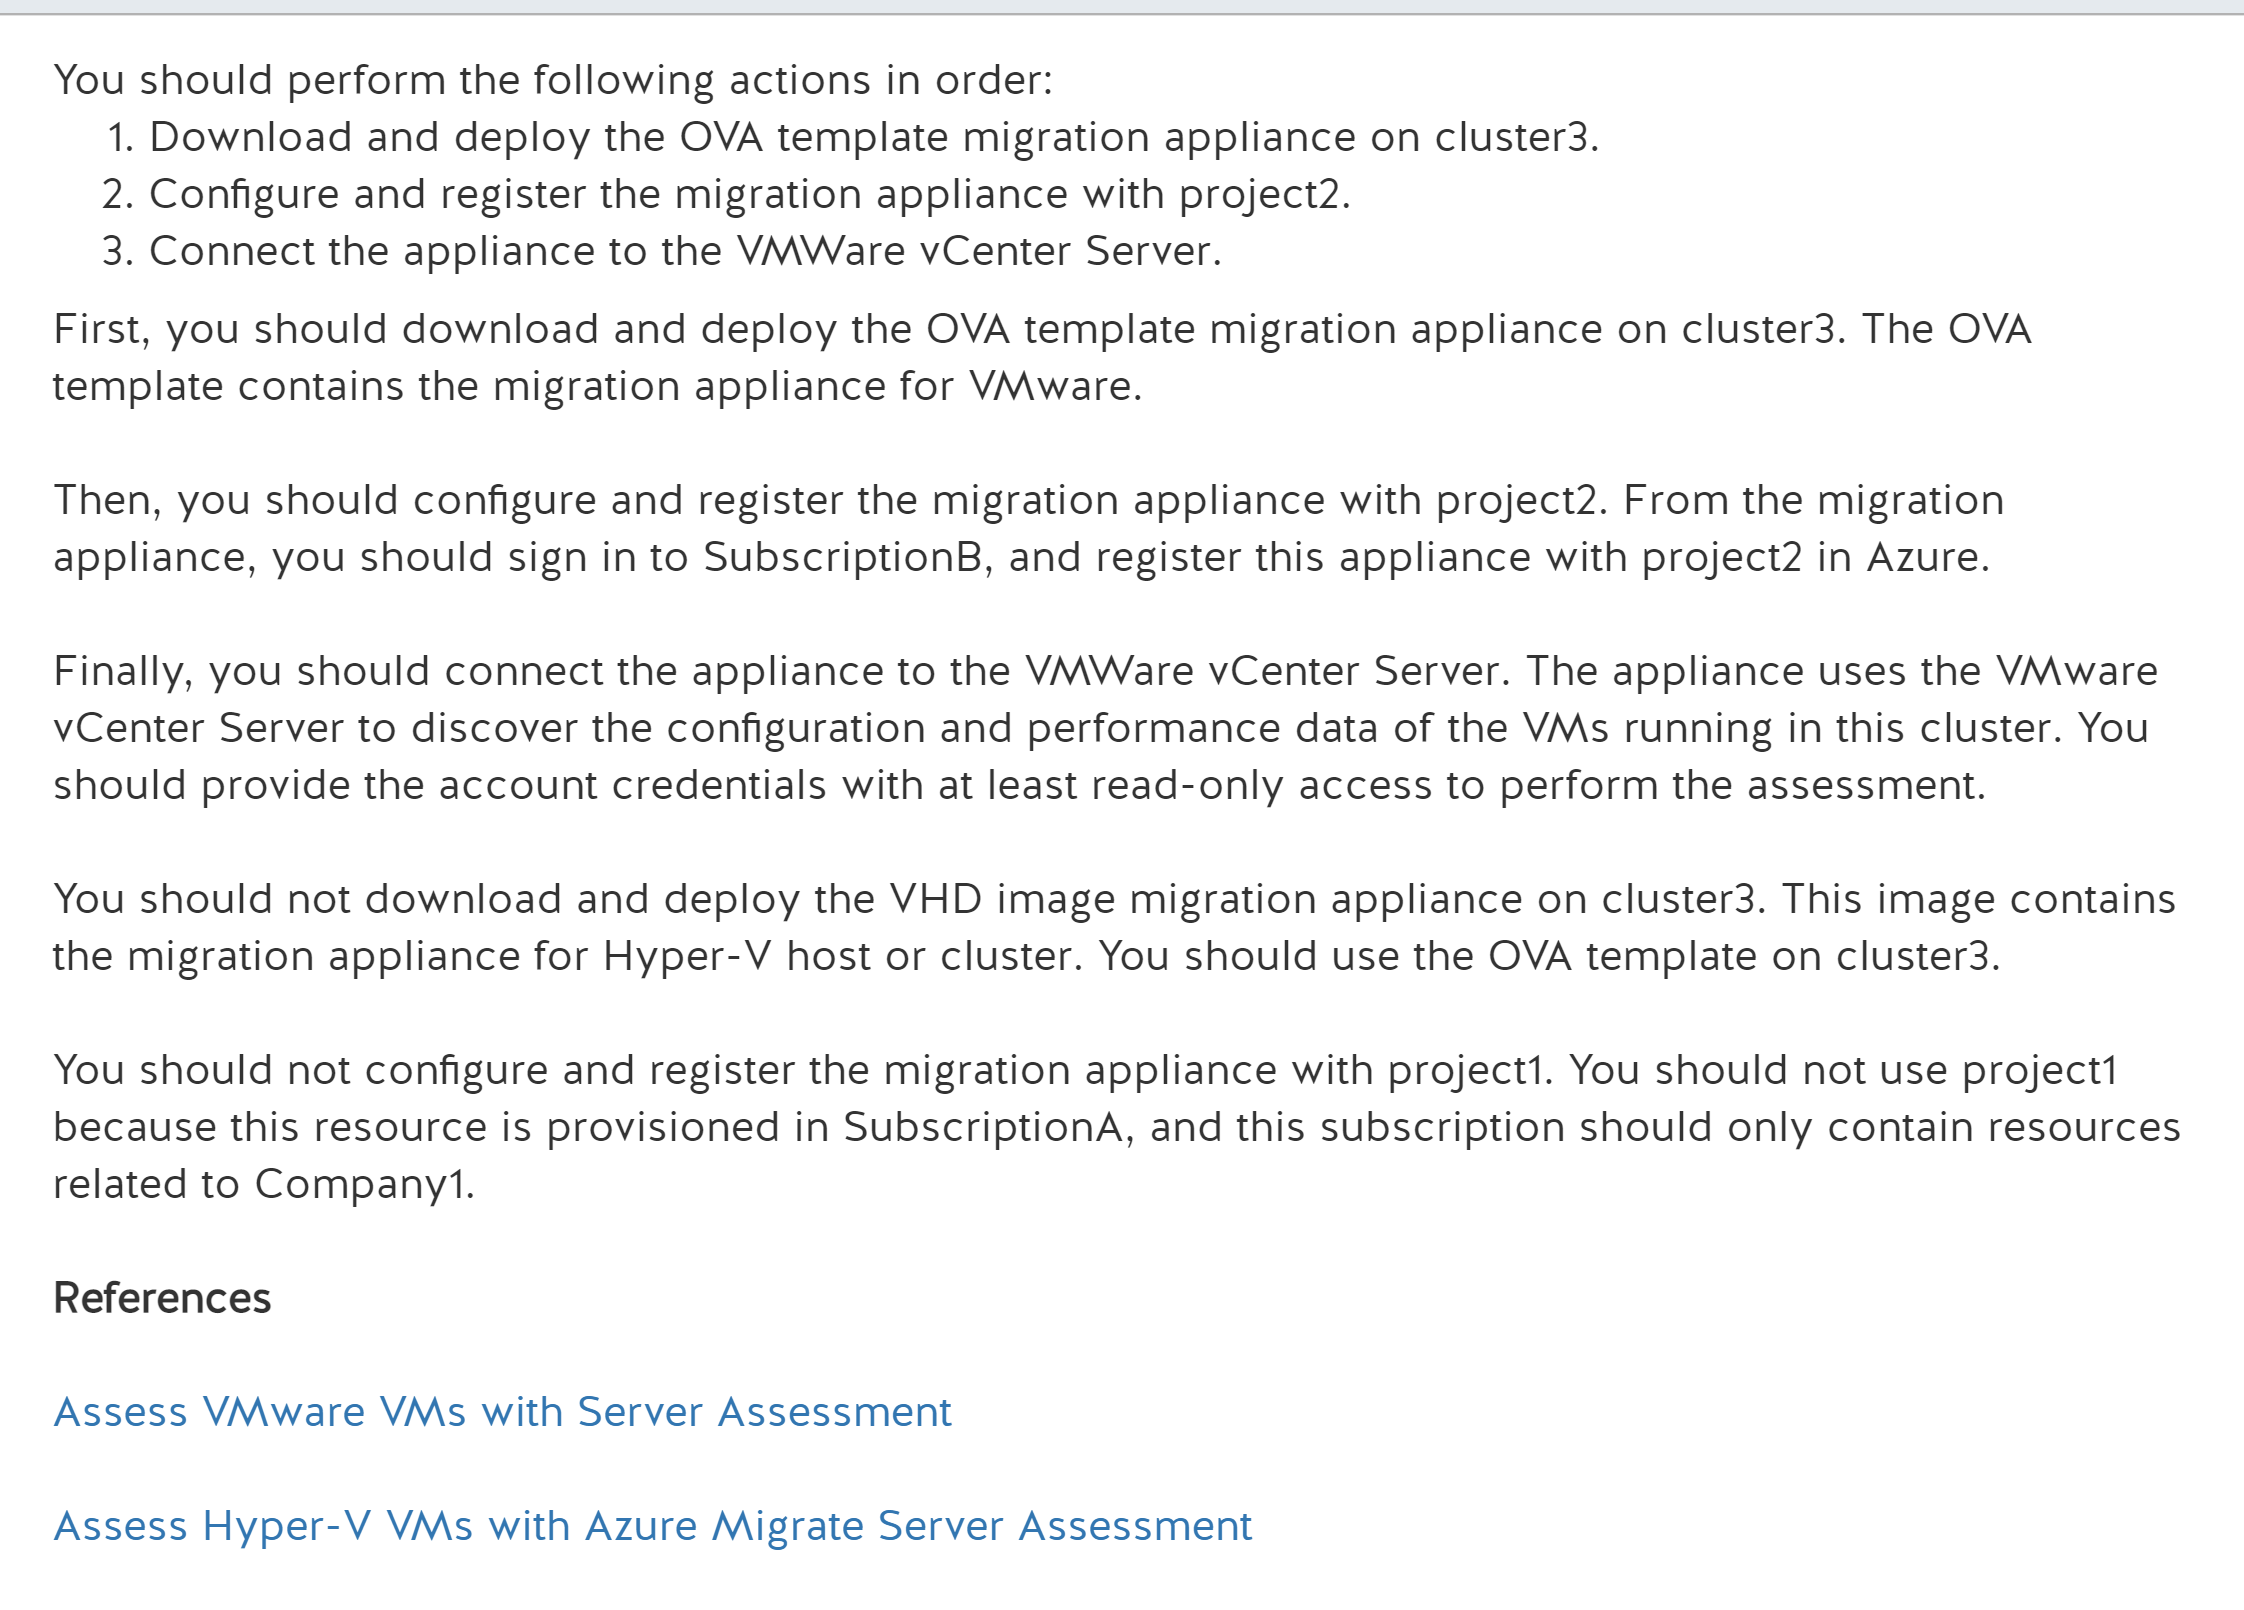 You should perform the following actions in order:
1. Download and deploy the OVA template migration appliance on cluster3.
2. Configure and register the migration appliance with project2.
3. Connect the appliance to the VMWare vCenter Server.
First, you should download and deploy the OVA template migration appliance on cluster3. The OVA
template contains the migration appliance for VMware.
Then, you should configure and register the migration appliance with project2. From the migration
appliance, you should sign in to SubscriptionB, and register this appliance with project2 in Azure.
Finally, you should connect the appliance to the VMWare vCenter Server. The appliance uses the VMware
vCenter Server to discover the configuration and performance data of the VMs running in this cluster. You
should provide the account credentials with at least read-only access to perform the assessment.
You should not download and deploy the VHD image migration appliance on cluster3. This image contains
the migration appliance for Hyper-V host or cluster. You should use the OVA template on cluster3.
You should not configure and register the migration appliance with project1. You should not use project1
because this resource is provisioned in SubscriptionA, and this subscription should only contain resources
related to Company1.
References
Assess VMware VMs with Server Assessment
Assess Hyper-V VMs with Azure Migrate Server Assessment